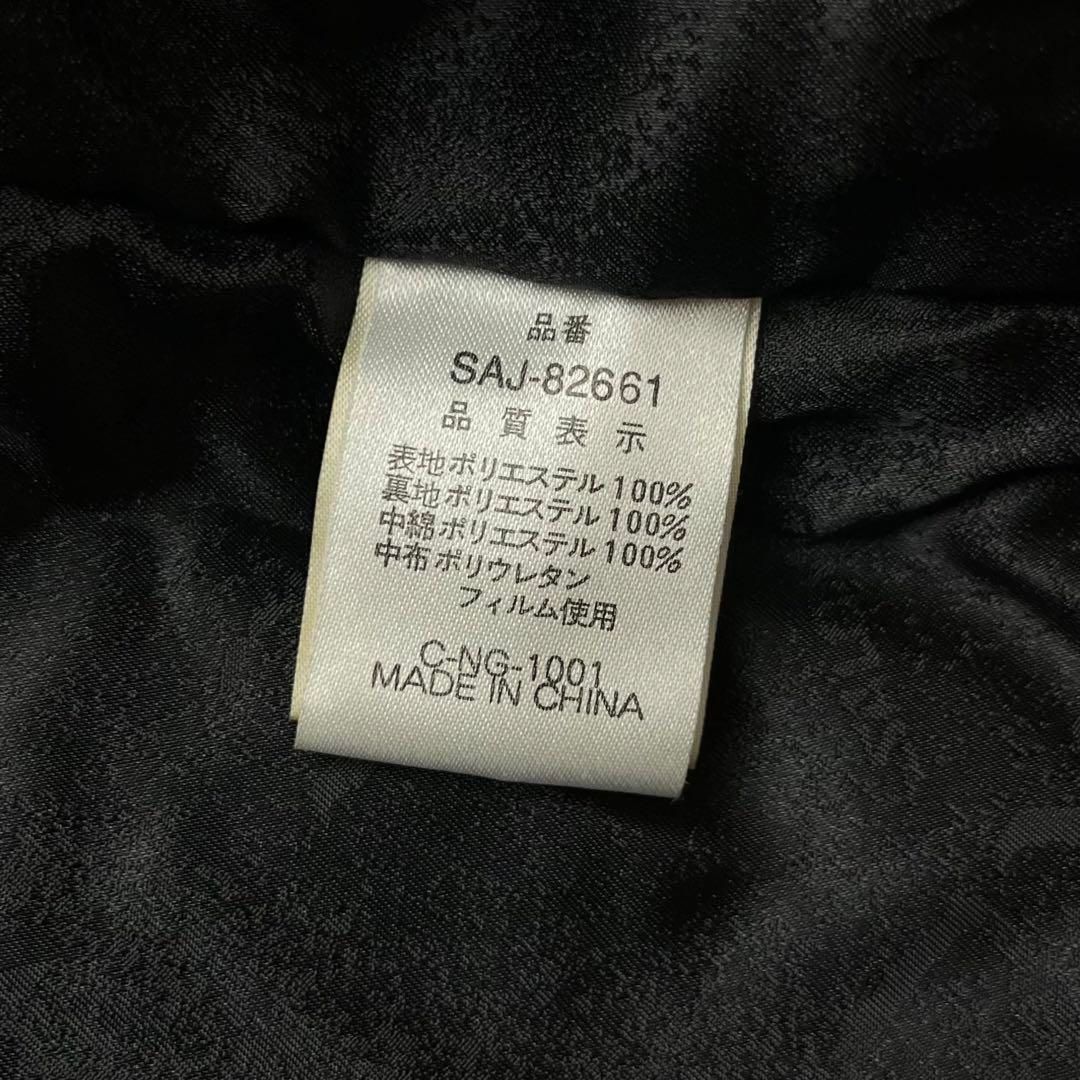 品番
SAJ-82661
品質表示
表地ポリエステル100%
裏地ポリエステル100%
中綿ポリエステル100%
中布ポリウレタン
フィルム使用
C-NG-1001
MADE IN CHINA